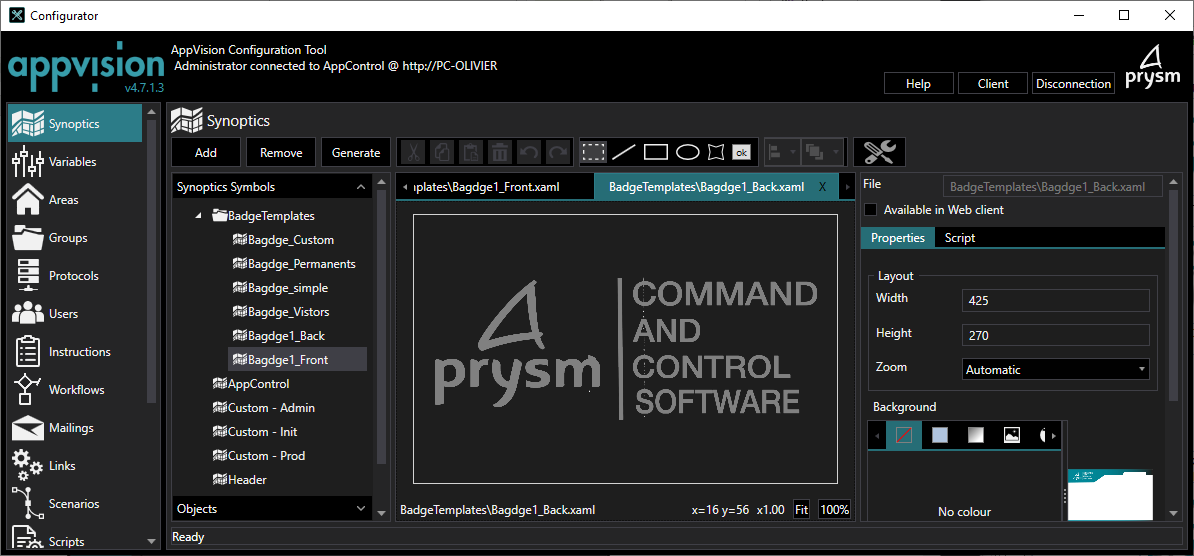 Configurator
appvision
v4.7.1.3
AppVision Configuration Tool
Administrator connected to AppControl @ http://PC-OLIVIER
Help
Client
Disconnection
prysm
Synoptics
Variables
Areas
Groups
Protocols
Users
Instructions
Workflows
Mailings
Links
Scenarios
Scripts
Synoptics
Add
Remove
Generate
ok
Synoptics Symbols
BadgeTemplates
Bagdge_Custom
Bagdge_Permanents
Bagdge_simple
Bagdge_Vistors
Bagdge1_Back
Bagdge1_Front
AppControl
Custom - Admin
Custom - Init
Custom - Prod
Header
Objects
nplates\Bagdge1_Front.xaml
BadgeTemplates\Bagdge1_Back.xaml X
prysm
COMMAND
AND
CONTROL
SOFTWARE
BadgeTemplates\Bagdge1_Back.xaml
x=16 y=56 x1.00
Fit
100%
File
BadgeTemplates\Bagdge1_Back.xaml
Available in Web client
Properties
Script
Layout
Width
425
Height
270
Zoom
Automatic
Background
No colour
Ready